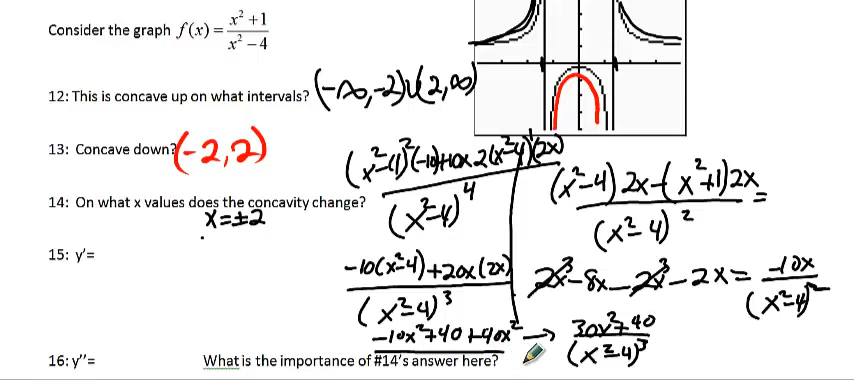 Consider the graph f(x) = (x² + 1)/(x² − 4)
12: This is concave up on what intervals? (-∞,-2)∪(2,∞)
13: Concave down? (-2,2)
(x²-4)²(-10)+10x 2(x²-4)'(2x)
(x²-4)⁴
14: On what x values does the concavity change?
x=±2
(x²-4)2x-(x²+1)2x =
(x²-4)²
15: y'=
-10(x²-4)+20x(2x)
(x²-4)³
2x³-8x-2x³-2x = -10x/(x²-4)²
-10x²+40+40x² → 30x²+40
(x²-4)³
16: y''= What is the importance of #14's answer here?